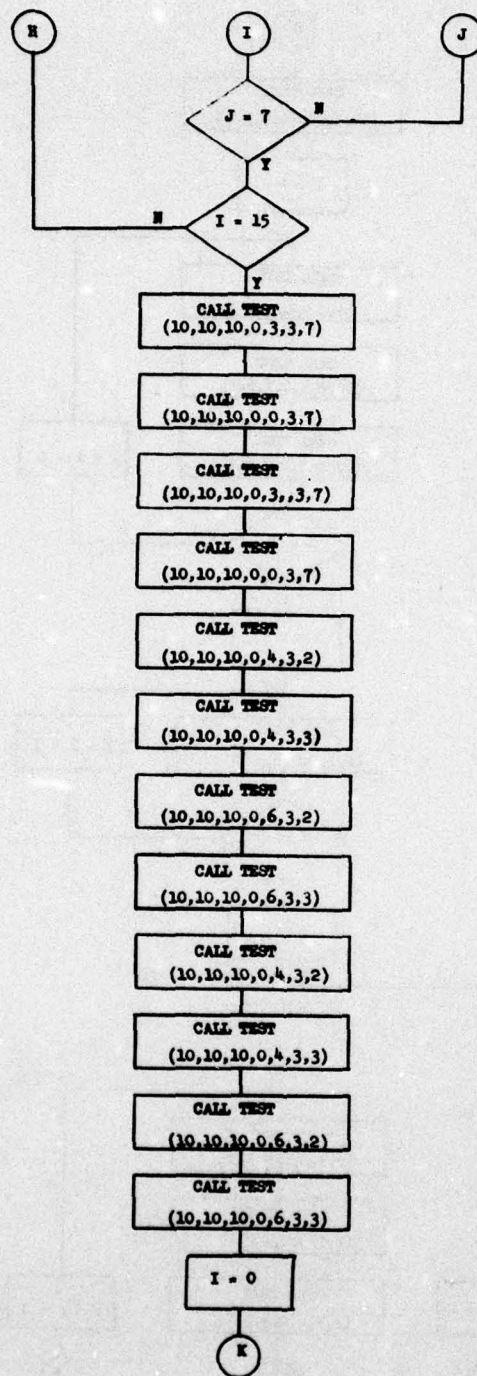 H
I
J
J = 7
N
Y
N
I = 15
Y
CALL TEST
(10,10,10,0,3,3,7)
CALL TEST
(10,10,10,0,0,3,7)
CALL TEST
(10,10,10,0,3,,3,7)
CALL TEST
(10,10,10,0,0,3,7)
CALL TEST
(10,10,10,0,4,3,2)
CALL TEST
(10,10,10,0,4,3,3)
CALL TEST
(10,10,10,0,6,3,2)
CALL TEST
(10,10,10,0,6,3,3)
CALL TEST
(10,10,10,0,4,3,2)
CALL TEST
(10,10,10,0,4,3,3)
CALL TEST
(10,10,10,0,6,3,2)
CALL TEST
(10,10,10,0,6,3,3)
I = 0
K